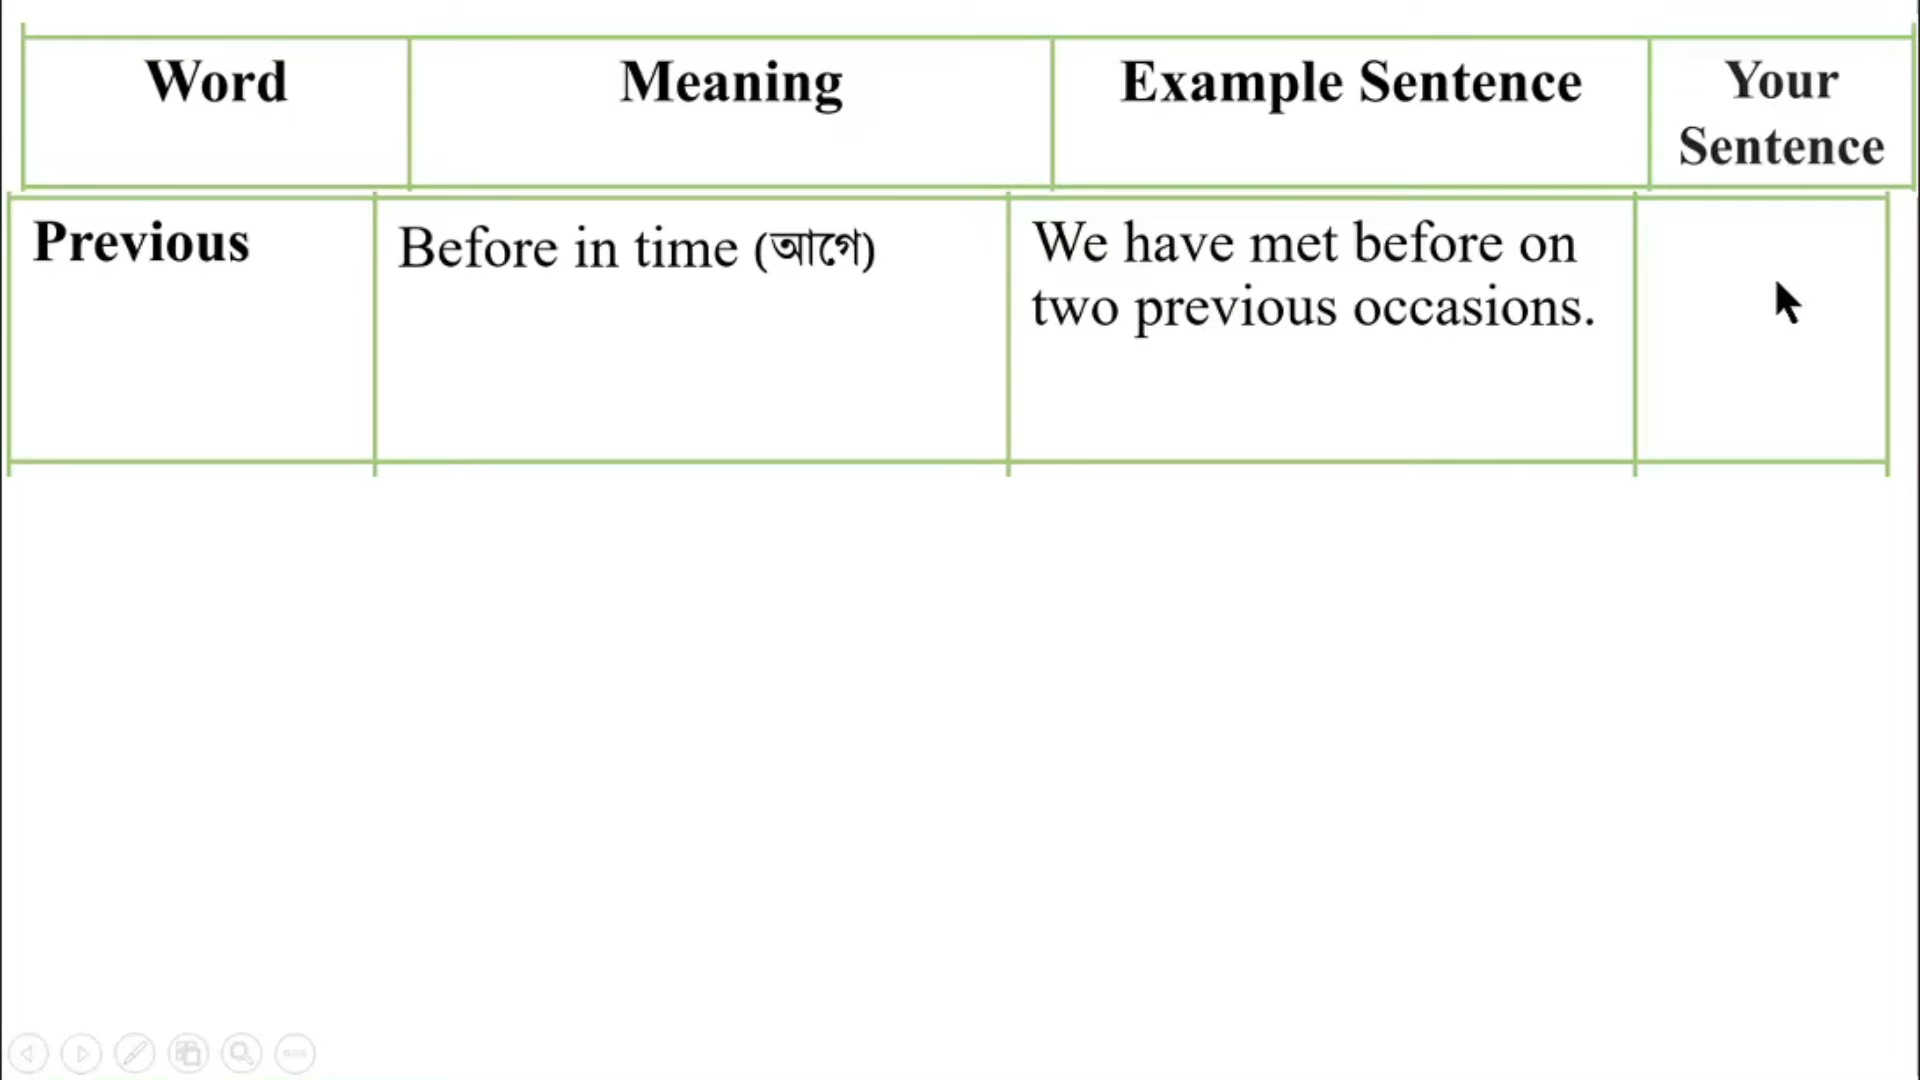 Word
Meaning
Example Sentence
Your
Sentence
Previous
Before in time (আগে)
We have met before on
two previous occasions.